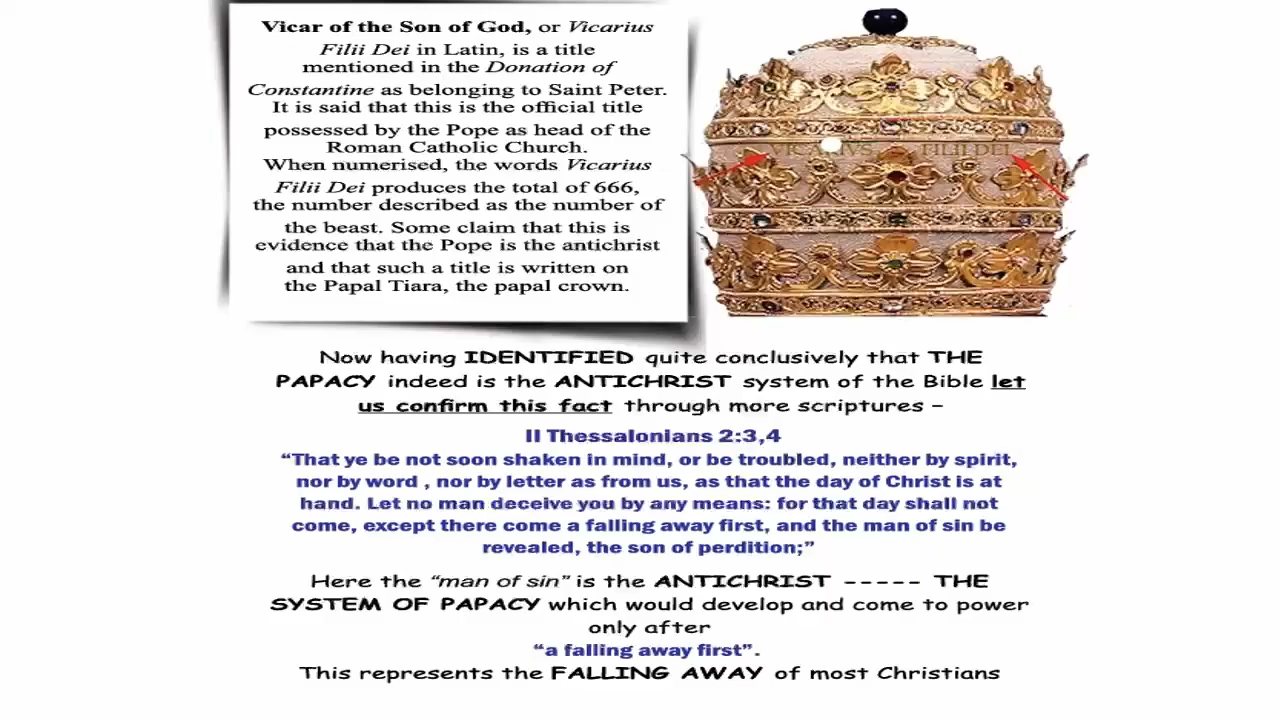 Vicar of the Son of God, or Vicarius
Filii Dei in Latin, is a title
mentioned in the Donation of
Constantine as belonging to Saint Peter.
It is said that this is the official title
possessed by the Pope as head of the
Roman Catholic Church.
When numerised, the words Vicarius
Filii Dei produces the total of 666,
the number described as the number of
the beast. Some claim that this is
evidence that the Pope is the antichrist
and that such a title is written on
the Papal Tiara, the papal crown.
VICARIVS FILII DEI
Now having IDENTIFIED quite conclusively that THE
PAPACY indeed is the ANTICHRIST system of the Bible let
us confirm this fact through more scriptures –
II Thessalonians 2:3,4
“That ye be not soon shaken in mind, or be troubled, neither by spirit,
nor by word , nor by letter as from us, as that the day of Christ is at
hand. Let no man deceive you by any means: for that day shall not
come, except there come a falling away first, and the man of sin be
revealed, the son of perdition;”
Here the “man of sin” is the ANTICHRIST ----- THE
SYSTEM OF PAPACY which would develop and come to power
only after
“a falling away first”.
This represents the FALLING AWAY of most Christians